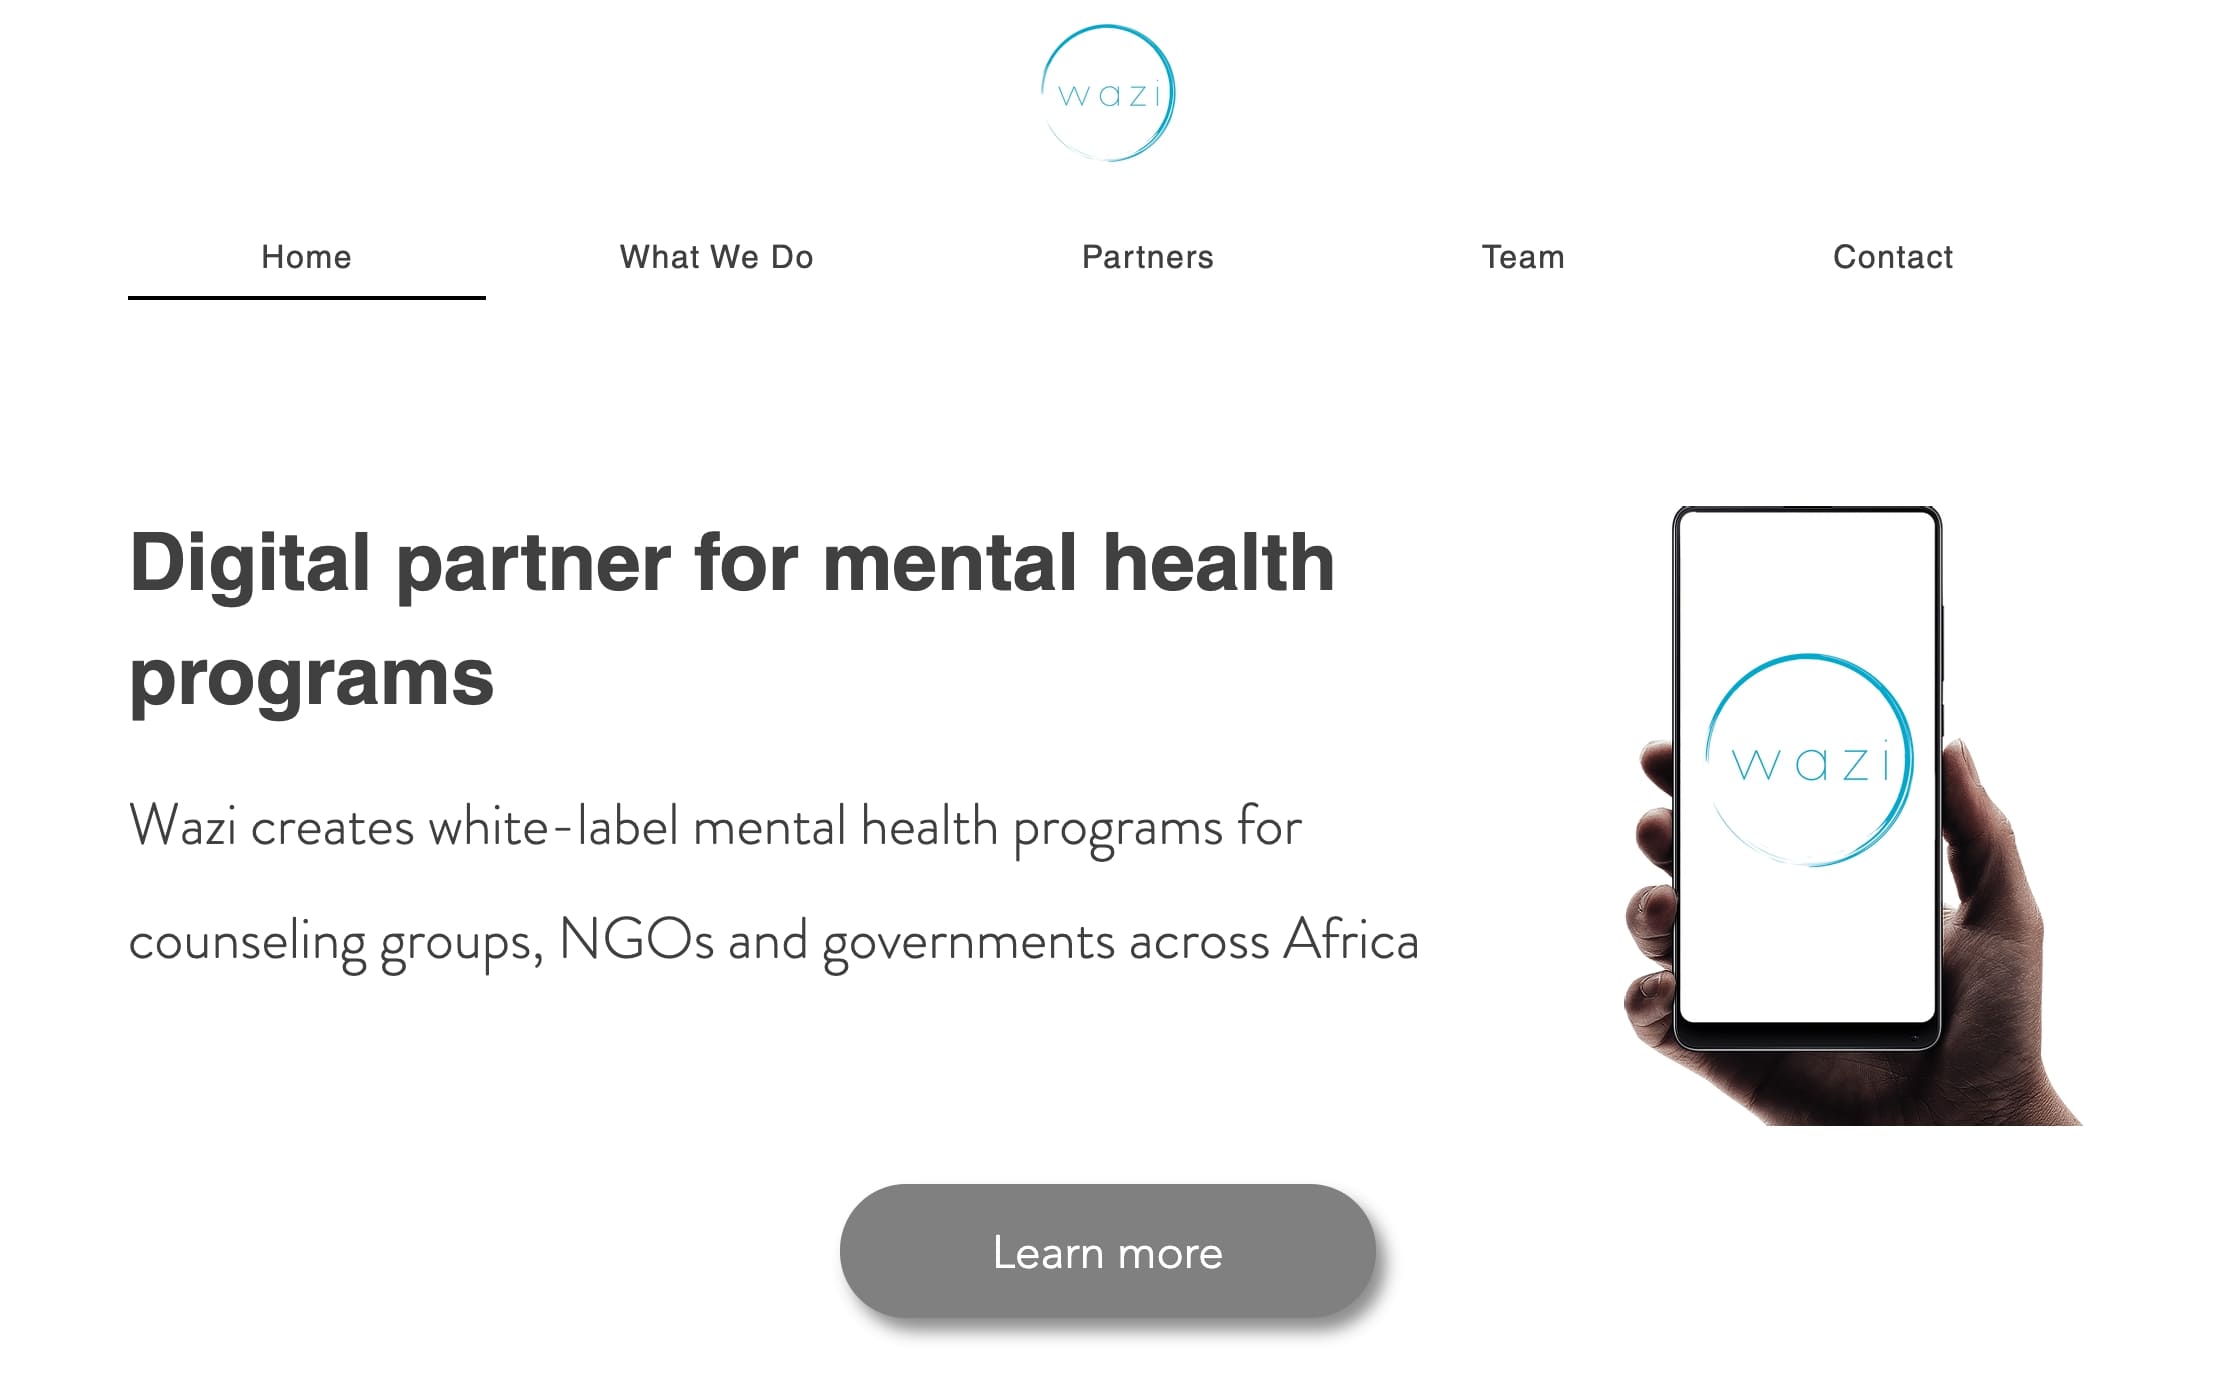 wazi
Home
What We Do
Partners
Team
Contact
Digital partner for mental health
programs
Wazi creates white-label mental health programs for
counseling groups, NGOs and governments across Africa
wazi
Learn more